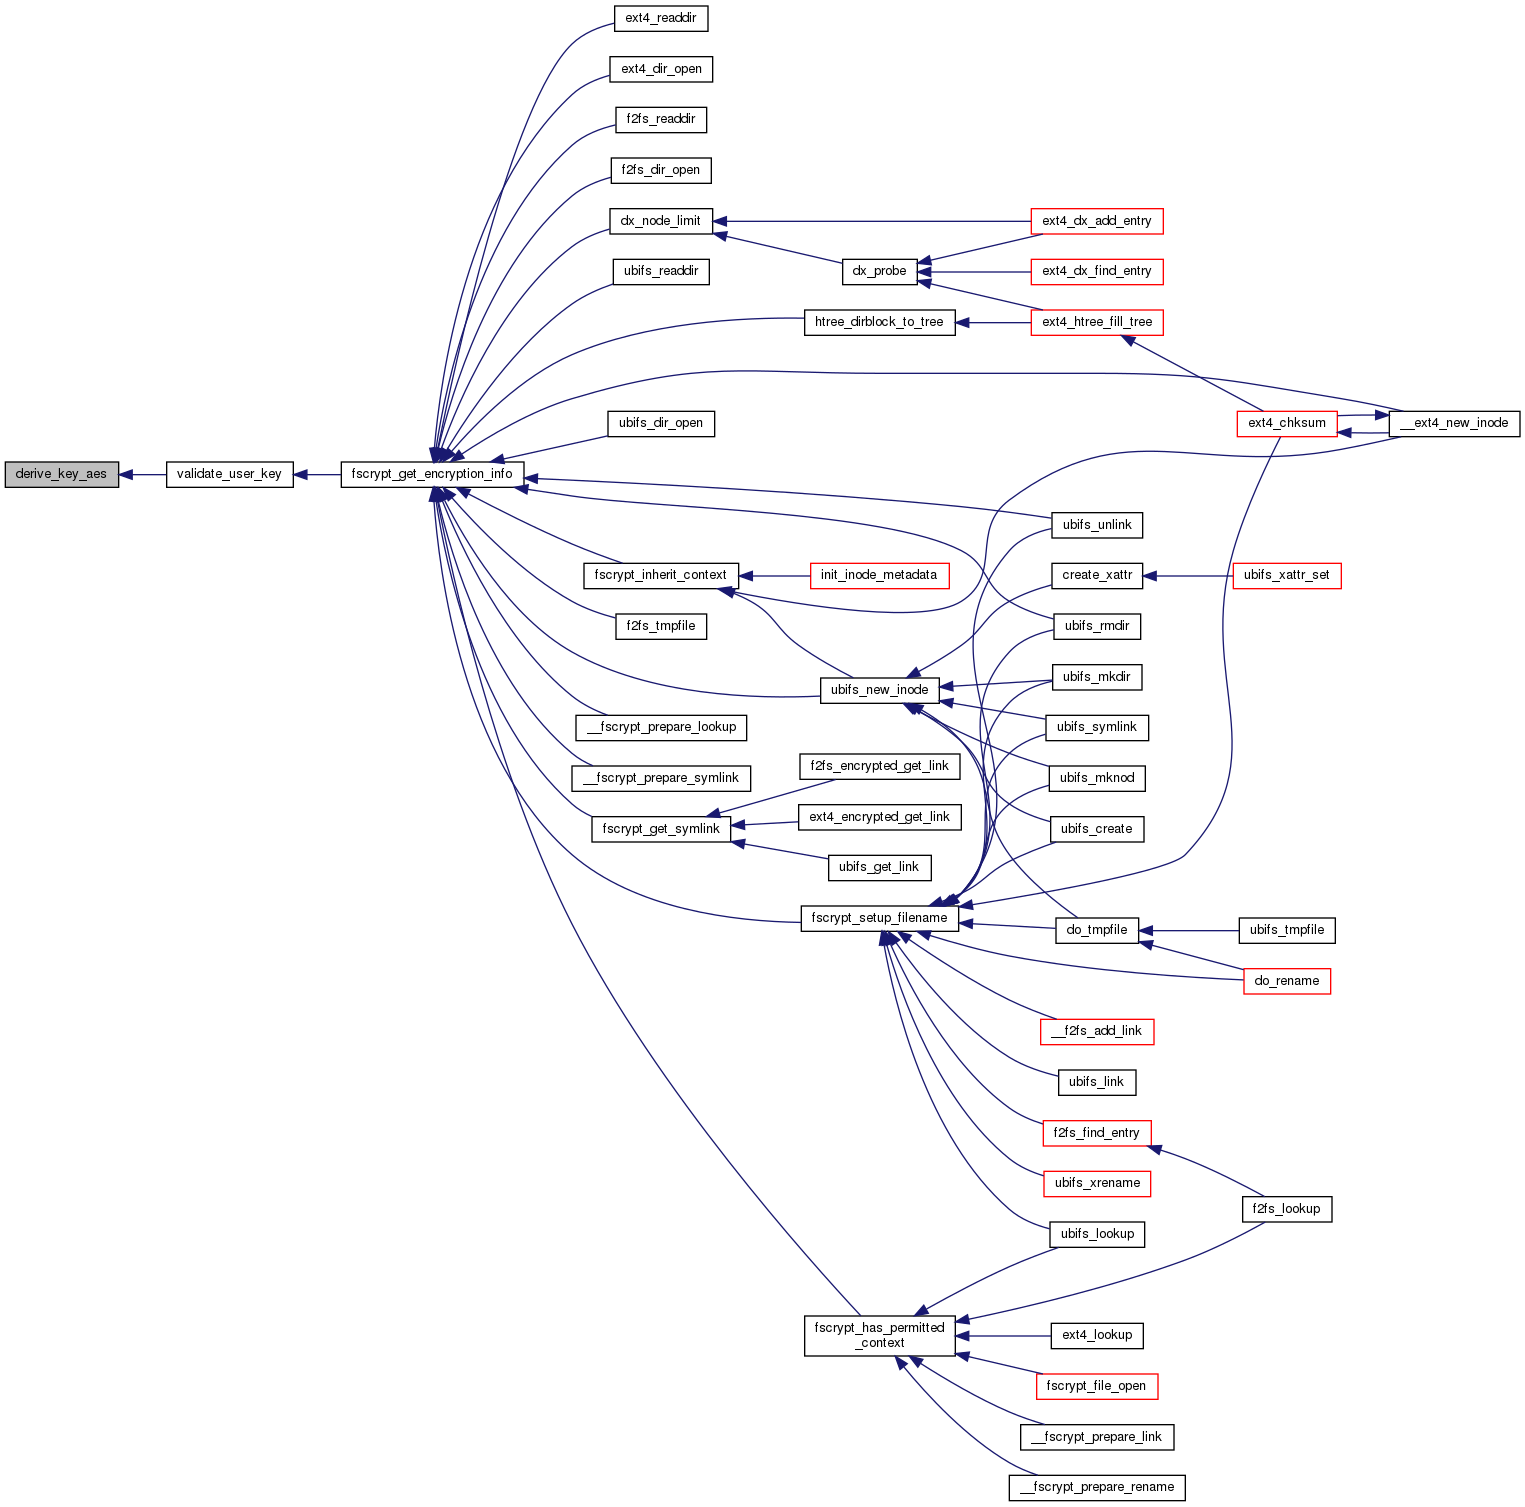 ext4_readdir
ext4_dir_open
f2fs_readdir
f2fs_dir_open
dx_node_limit
ext4_dx_add_entry
ubifs_readdir
dx_probe
ext4_dx_find_entry
htree_dirblock_to_tree
ext4_htree_fill_tree
ubifs_dir_open
ext4_chksum
__ext4_new_inode
derive_key_aes
validate_user_key
fscrypt_get_encryption_info
ubifs_unlink
fscrypt_inherit_context
init_inode_metadata
create_xattr
ubifs_xattr_set
f2fs_tmpfile
ubifs_rmdir
ubifs_new_inode
ubifs_mkdir
__fscrypt_prepare_lookup
ubifs_symlink
f2fs_encrypted_get_link
__fscrypt_prepare_symlink
ubifs_mknod
ext4_encrypted_get_link
fscrypt_get_symlink
ubifs_create
ubifs_get_link
fscrypt_setup_filename
do_tmpfile
ubifs_tmpfile
do_rename
__f2fs_add_link
ubifs_link
f2fs_find_entry
ubifs_xrename
f2fs_lookup
ubifs_lookup
fscrypt_has_permitted
_context
ext4_lookup
fscrypt_file_open
__fscrypt_prepare_link
__fscrypt_prepare_rename